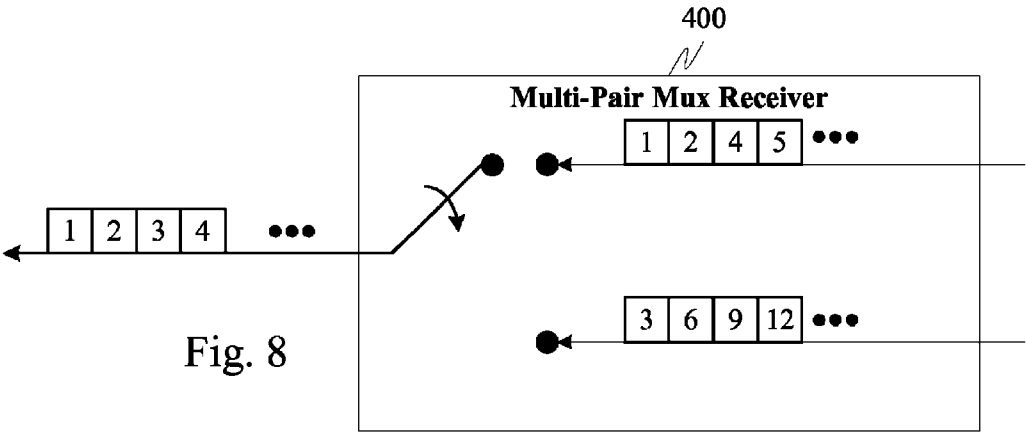 400
Multi-Pair Mux Receiver
1 2 4 5 •••
1 2 3 4 •••
3 6 9 12 •••
Fig. 8